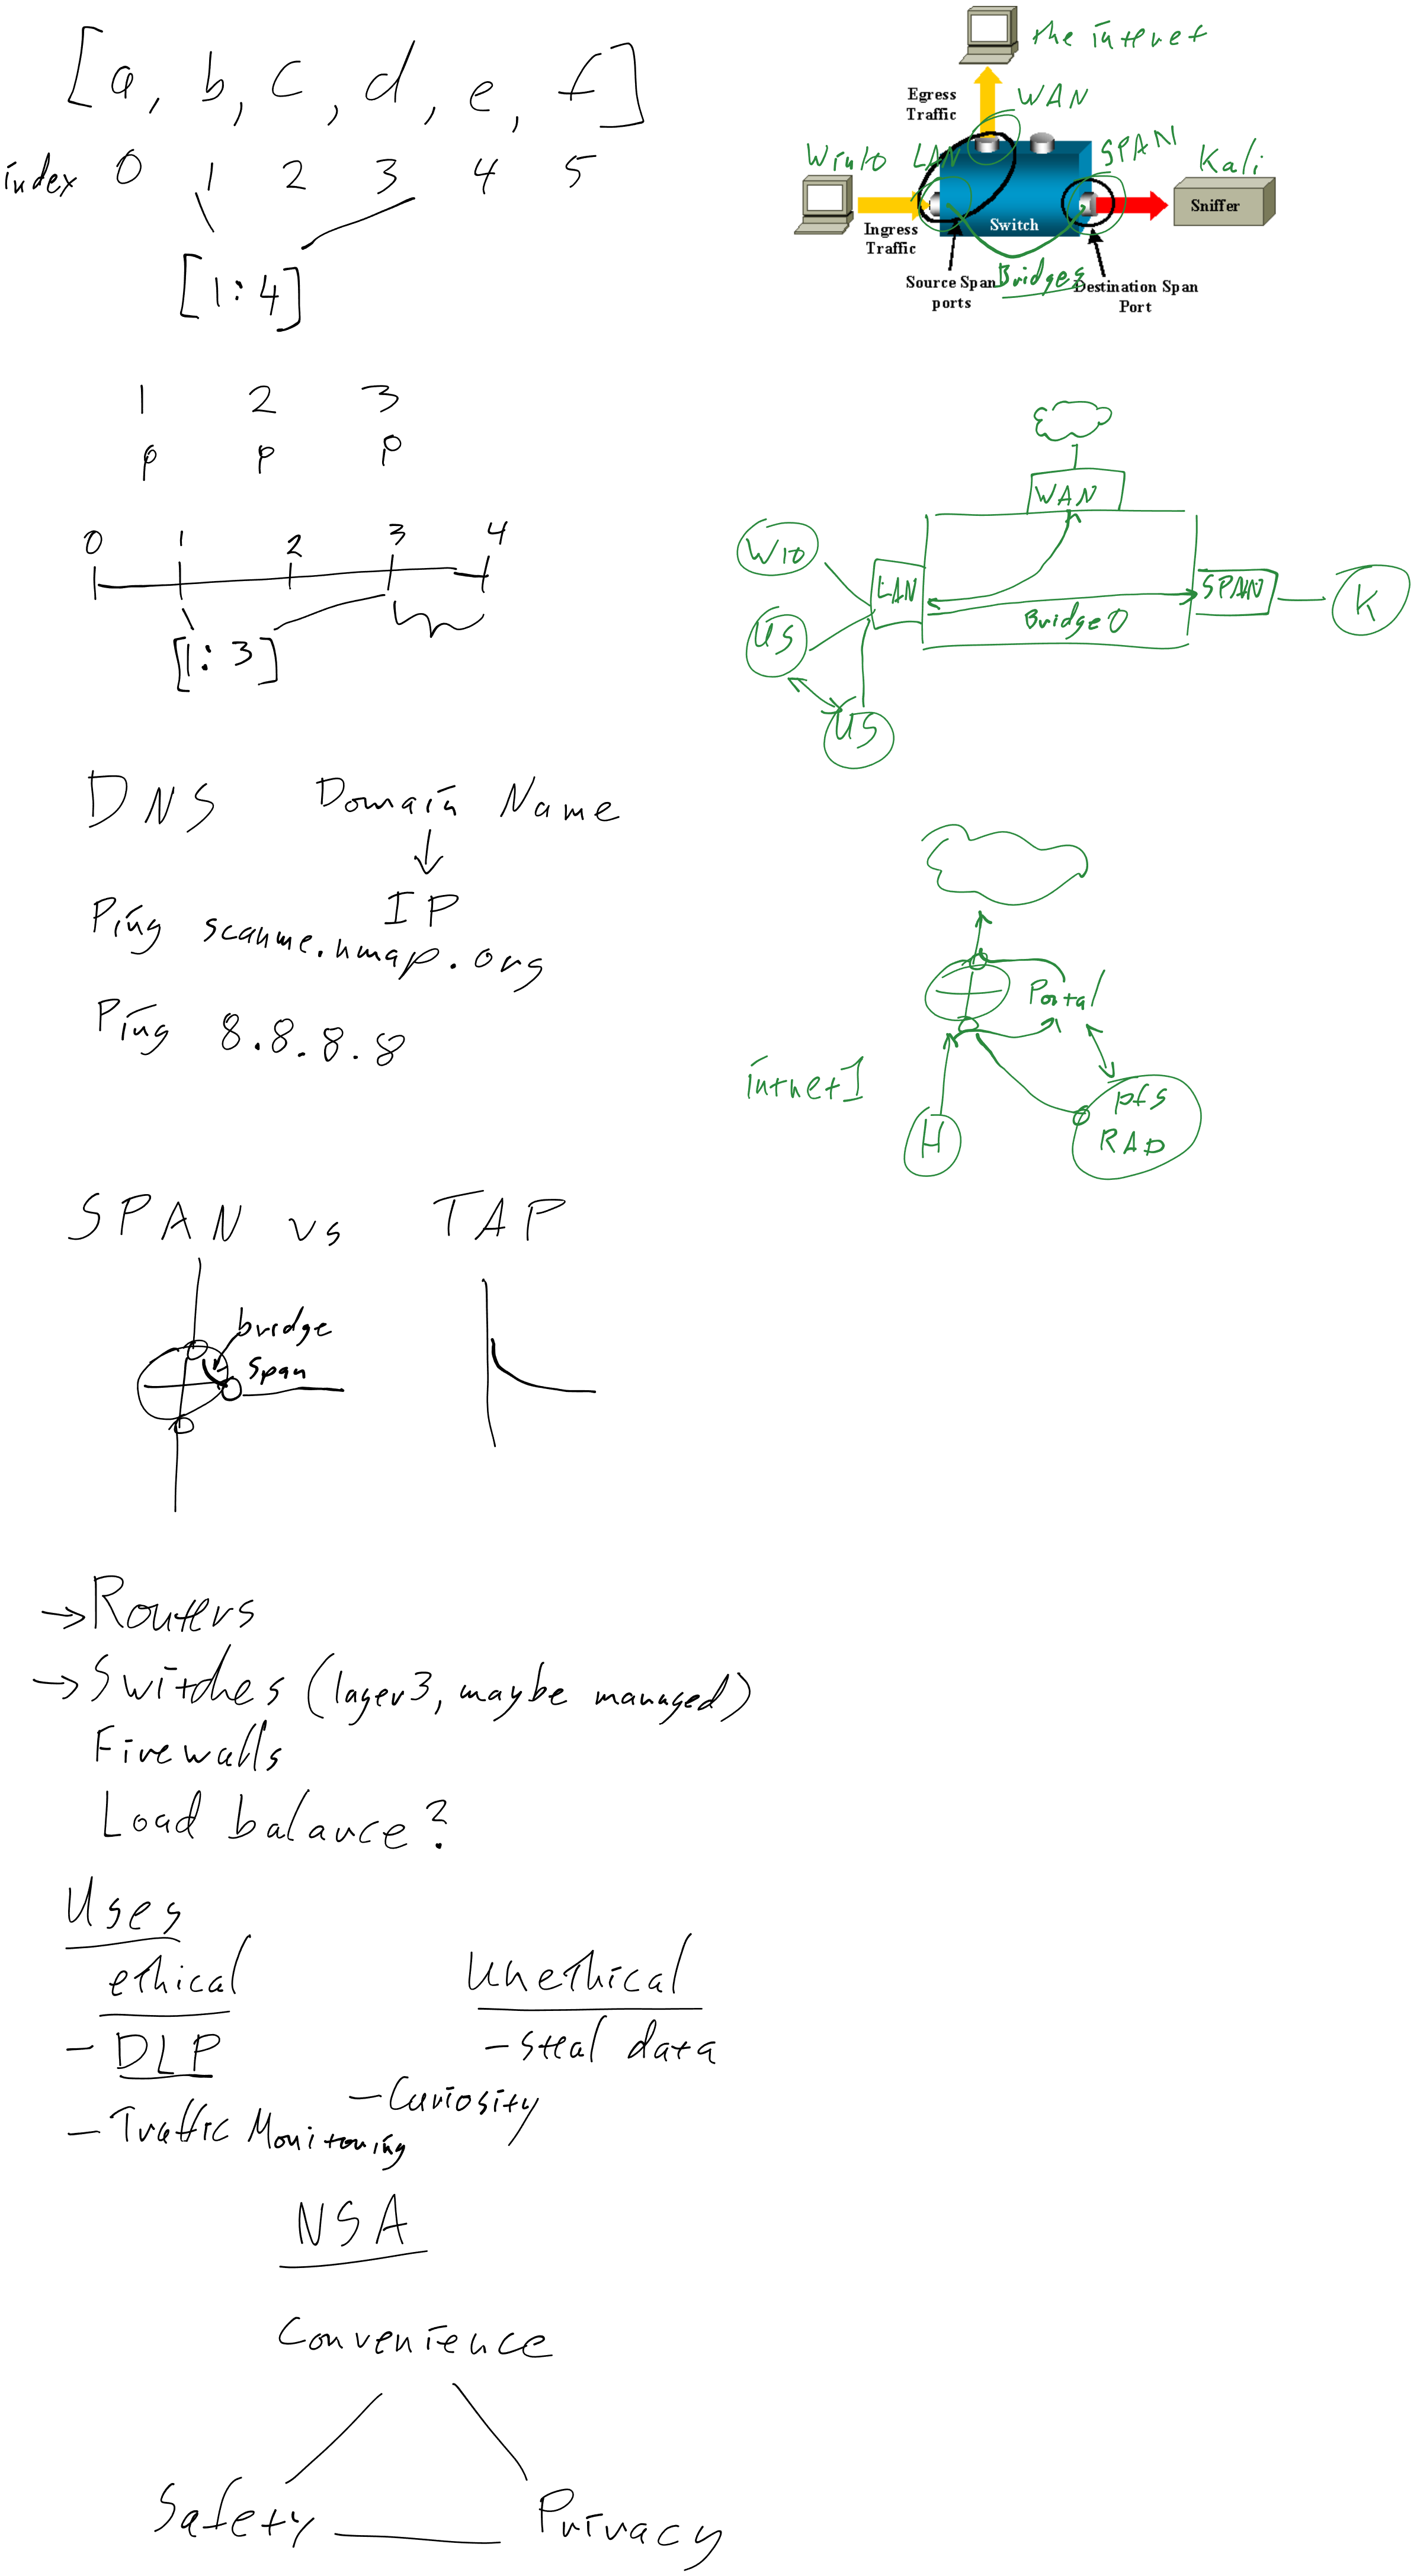 [a, b, c, d, e, f]
index 0 1 2 3 4 5
[1:4]
1 2 3
p p p
0 1 2 3 4
[1:3]
DNS Domain Name
IP
Ping scanme.nmap.org
Ping 8.8.8.8
SPAN vs TAP
bridge
span
→Routers
→Switches (layer3, maybe managed)
Firewalls
Load balance?
Uses
ethical
- DLP
- Traffic Monitoring
- Curiosity
Unethical
- steal data
NSA
Convenience
Safety
Privacy
the internet
Egress
Traffic
WAN
Win10 LAN
SPAN
Kali
Sniffer
Switch
Ingress
Traffic
Source Span
ports
Bridges
Destination Span
Port
WAN
W10
LAN
SPAN
K
Bridge 0
US
US
Portal
intnet1
H
pfs
RAD